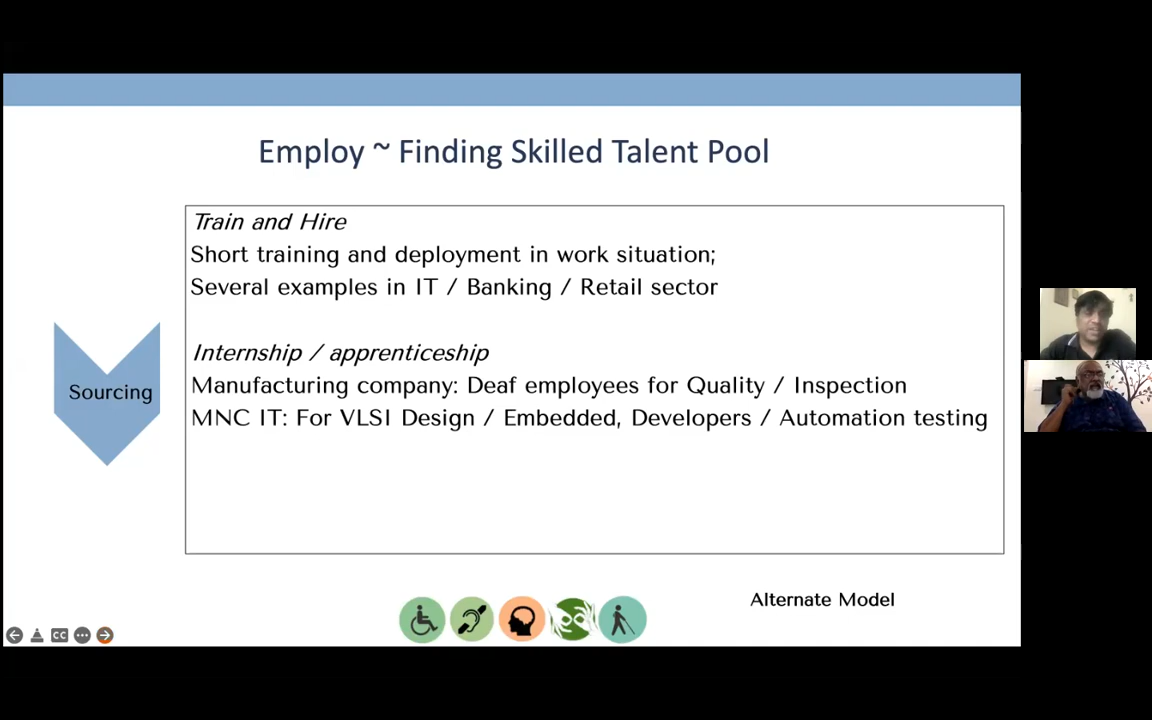 Employ ~ Finding Skilled Talent Pool
Train and Hire
Short training and deployment in work situation;
Several examples in IT / Banking / Retail sector
Internship / apprenticeship
Manufacturing company: Deaf employees for Quality / Inspection
MNC IT: For VLSI Design / Embedded, Developers / Automation testing
Sourcing
Alternate Model
CC